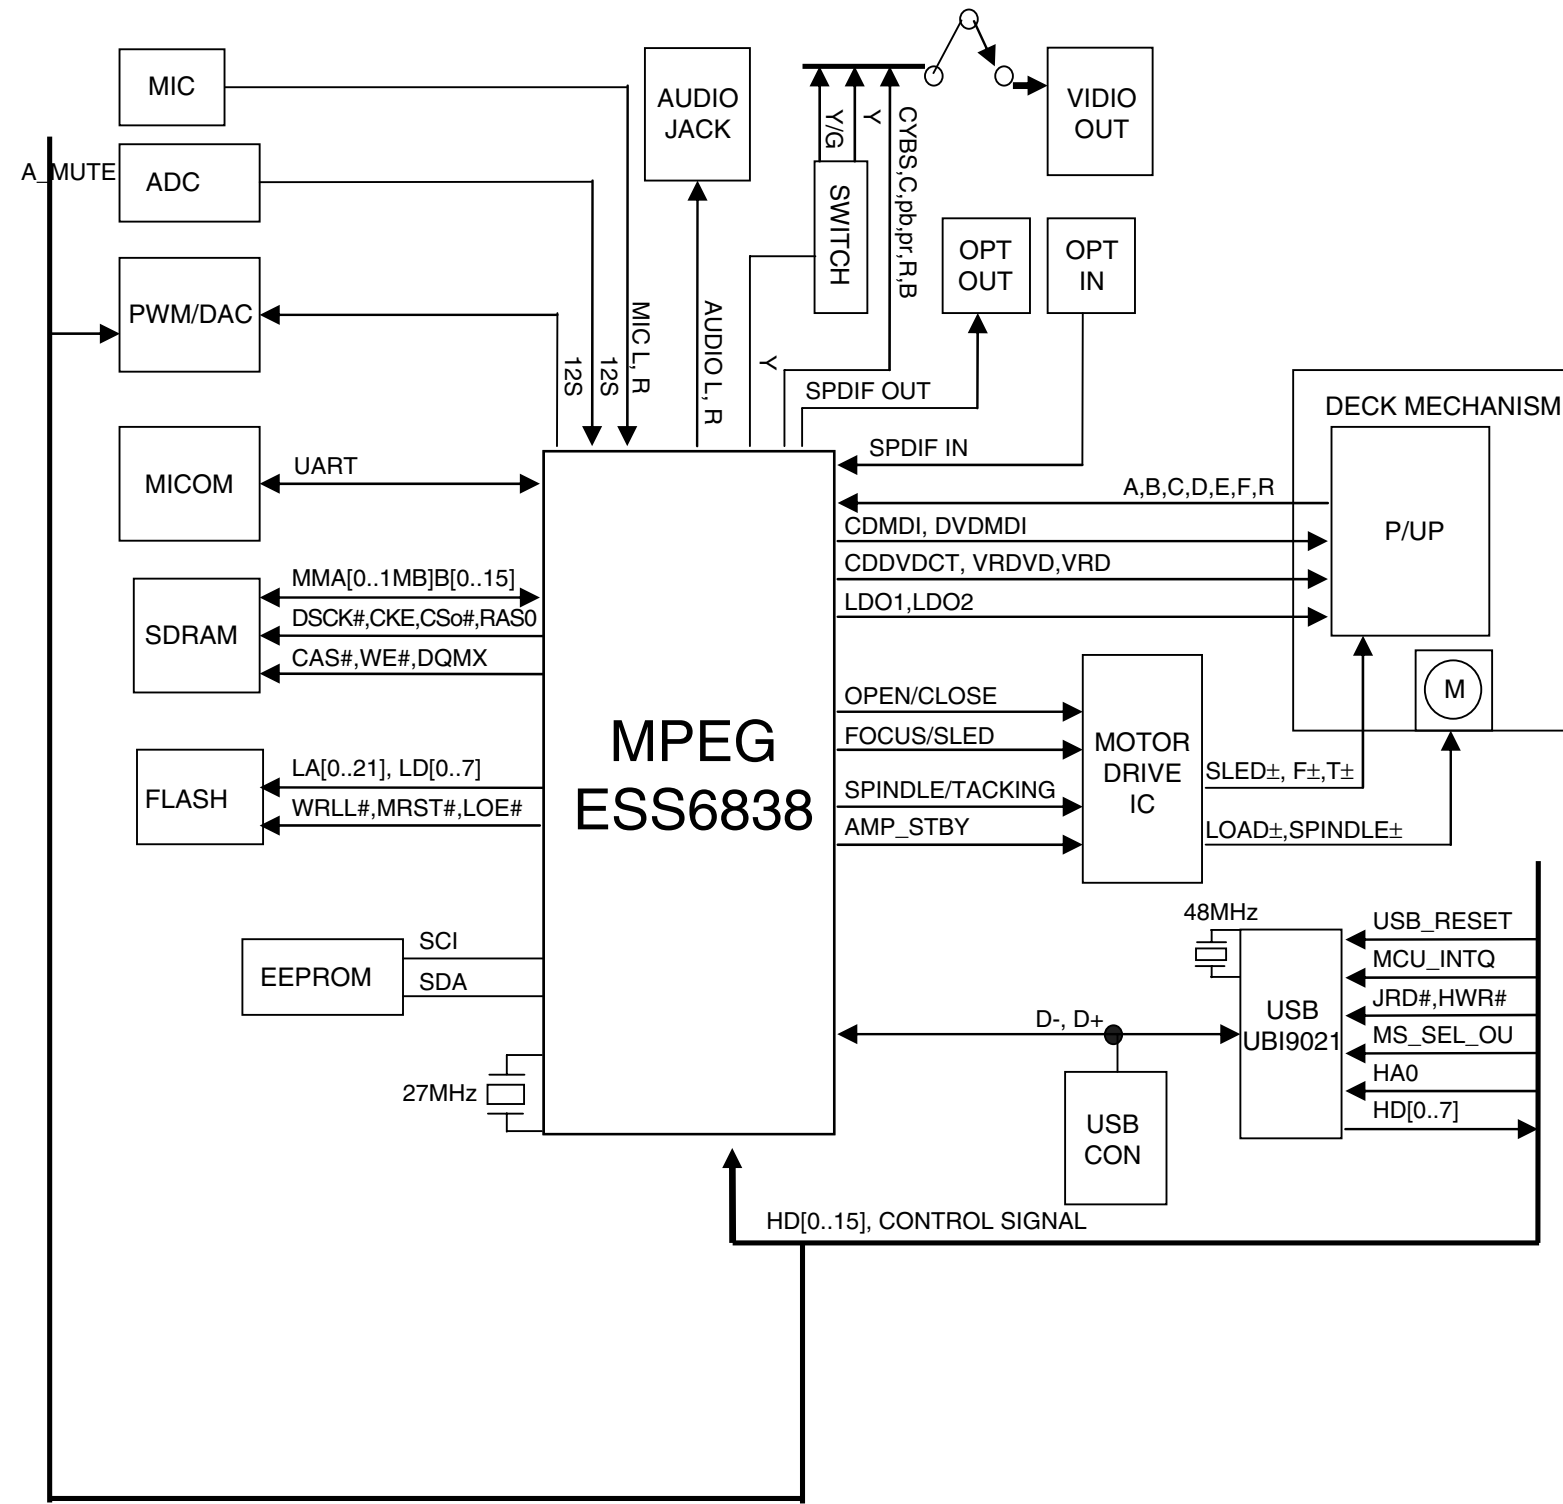 MIC
AUDIO
JACK
VIDIO
OUT
A_MUTE
ADC
Y/G
Y
CYBS,C,pb,pr,R,B
SWITCH
OPT
OUT
OPT
IN
PWM/DAC
12S
12S
MIC L, R
AUDIO L, R
Y
SPDIF OUT
DECK MECHANISM
SPDIF IN
MICOM
UART
A,B,C,D,E,F,R
CDMDI, DVDMDI
P/UP
CDDVDCT, VRDVD,VRD
LDO1,LDO2
SDRAM
MMA[0..1MB]B[0..15]
DSCK#,CKE,CSo#,RAS0
CAS#,WE#,DQMX
M
OPEN/CLOSE
FOCUS/SLED
MPEG
ESS6838
MOTOR
DRIVE
IC
SLED±, F±,T±
SPINDLE/TACKING
AMP_STBY
LOAD±,SPINDLE±
FLASH
LA[0..21], LD[0..7]
WRLL#,MRST#,LOE#
48MHz
USB_RESET
MCU_INTQ
JRD#,HWR#
MS_SEL_OU
HA0
HD[0..7]
EEPROM
SCI
SDA
USB
UBI9021
D-, D+
27MHz
USB
CON
HD[0..15], CONTROL SIGNAL